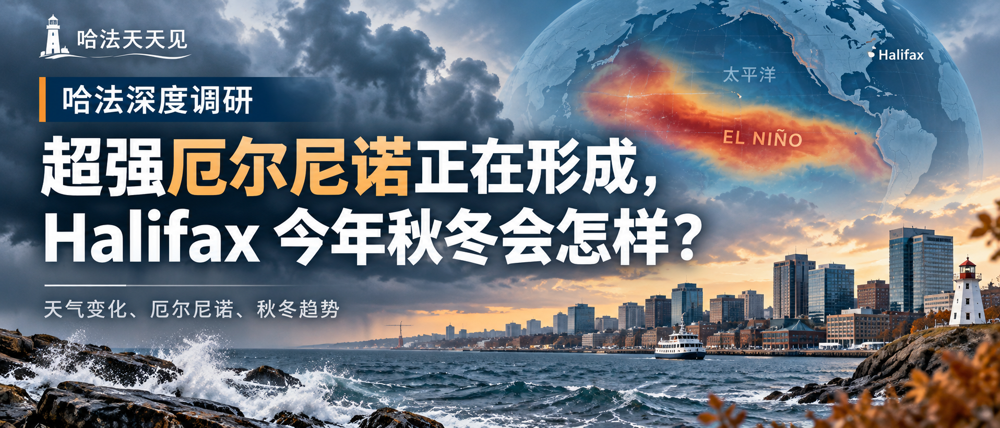 哈法天天见
哈法深度调研
超强厄尔尼诺正在形成，
Halifax 今年秋冬会怎样？
天气变化、厄尔尼诺、秋冬趋势
Halifax
太平洋
EL NIÑO